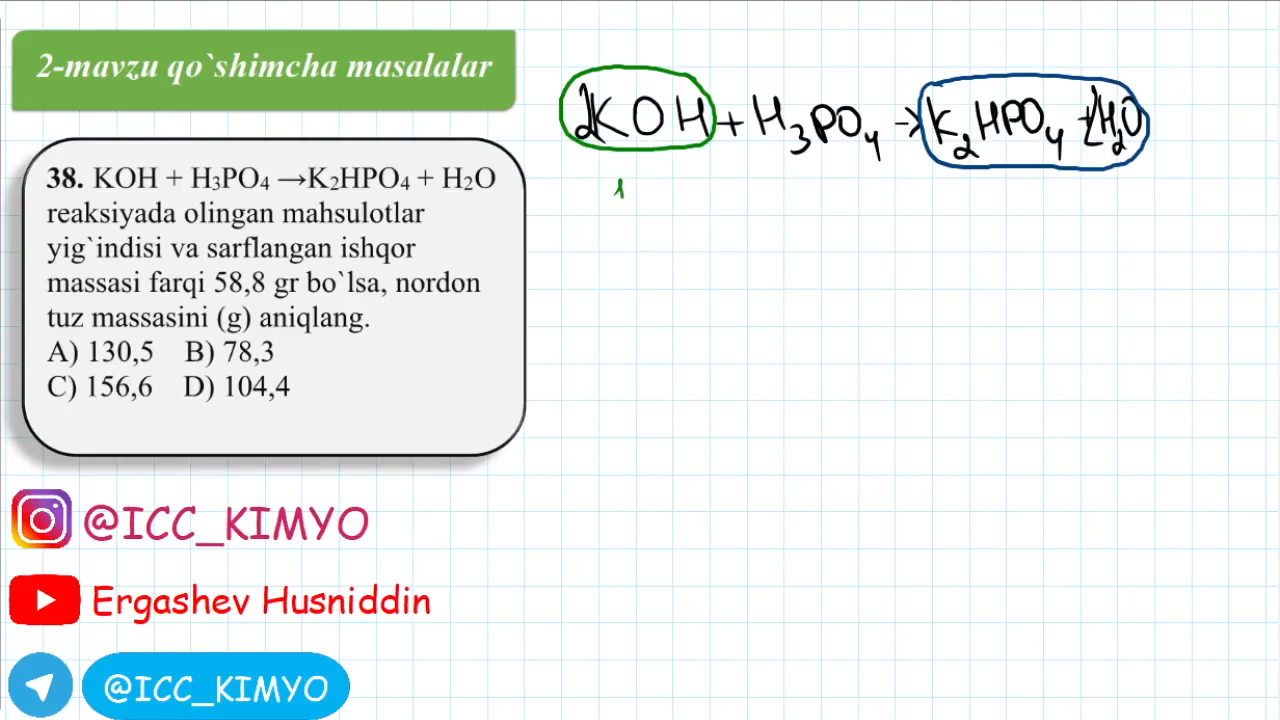 2-mavzu qo`shimcha masalalar
2KOH + H₃PO₄ → K₂HPO₄ + 2H₂O
1
38. KOH + H₃PO₄ →K₂HPO₄ + H₂O
reaksiyada olingan mahsulotlar
yig`indisi va sarflangan ishqor
massasi farqi 58,8 gr bo`lsa, nordon
tuz massasini (g) aniqlang.
A) 130,5 B) 78,3
C) 156,6 D) 104,4
@ICC_KIMYO
Ergashev Husniddin
@ICC_KIMYO